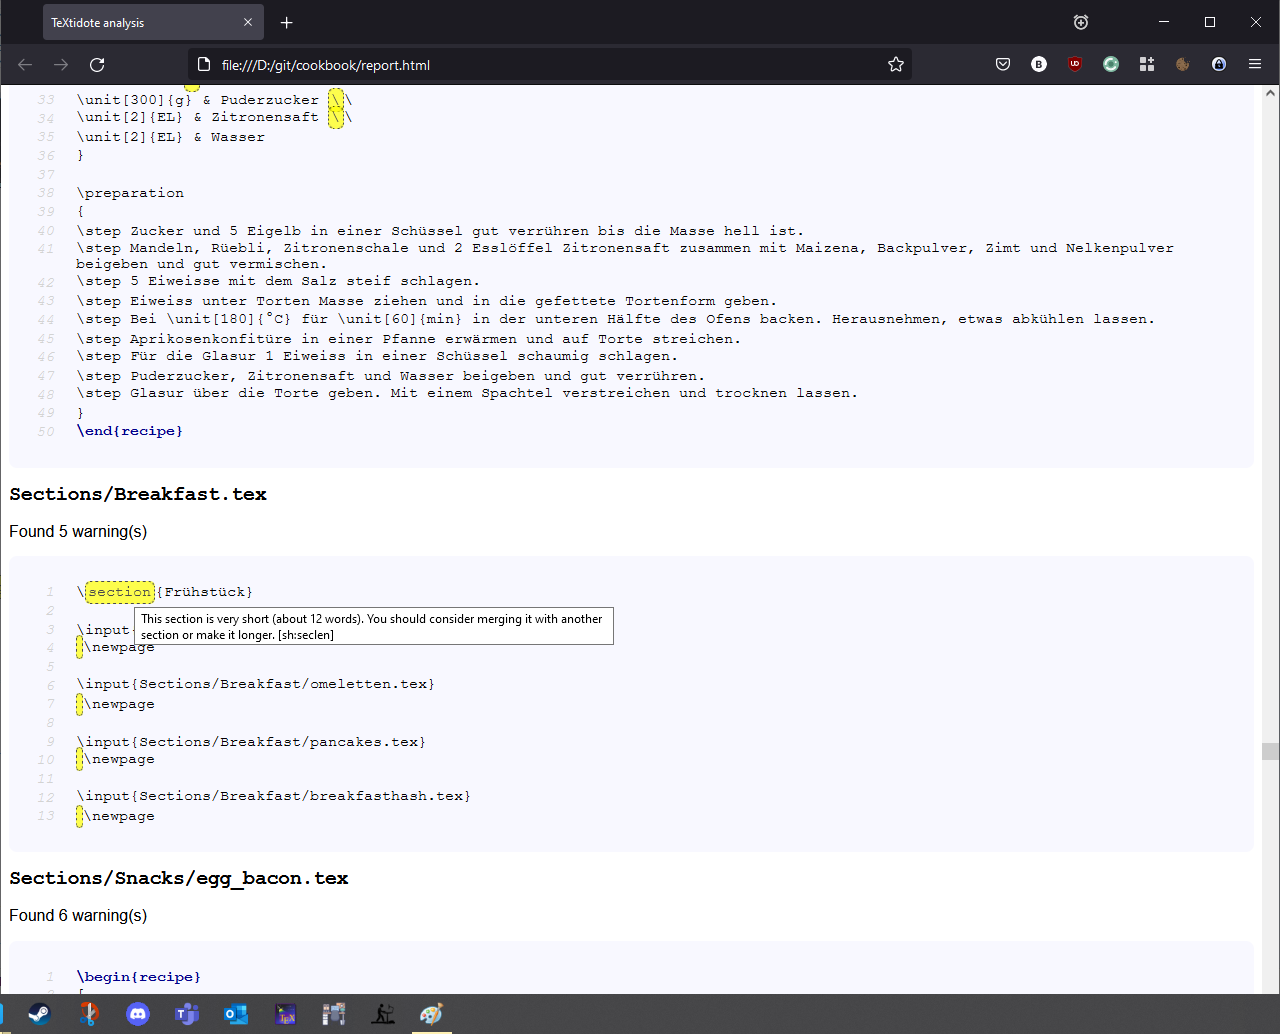 TeXtidote analysis
file:///D:/git/cookbook/report.html
33 \unit[300]{g} & Puderzucker \\
34 \unit[2]{EL} & Zitronensaft \\
35 \unit[2]{EL} & Wasser
36 }
37
38 \preparation
39 {
40 \step Zucker und 5 Eigelb in einer Schüssel gut verrühren bis die Masse hell ist.
41 \step Mandeln, Rüebli, Zitronenschale und 2 Esslöffel Zitronensaft zusammen mit Maizena, Backpulver, Zimt und Nelkenpulver
beigeben und gut vermischen.
42 \step 5 Eiweisse mit dem Salz steif schlagen.
43 \step Eiweiss unter Torten Masse ziehen und in die gefettete Tortenform geben.
44 \step Bei \unit[180]{°C} für \unit[60]{min} in der unteren Hälfte des Ofens backen. Herausnehmen, etwas abkühlen lassen.
45 \step Aprikosenkonfitüre in einer Pfanne erwärmen und auf Torte streichen.
46 \step Für die Glasur 1 Eiweiss in einer Schüssel schaumig schlagen.
47 \step Puderzucker, Zitronensaft und Wasser beigeben und gut verrühren.
48 \step Glasur über die Torte geben. Mit einem Spachtel verstreichen und trocknen lassen.
49 }
50 \end{recipe}
Sections/Breakfast.tex
Found 5 warning(s)
1 \section{Frühstück}
2
This section is very short (about 12 words). You should consider merging it with another
section or make it longer. [sh:seclen]
3 \input{
4 \newpage
5
6 \input{Sections/Breakfast/omeletten.tex}
7 \newpage
8
9 \input{Sections/Breakfast/pancakes.tex}
10 \newpage
11
12 \input{Sections/Breakfast/breakfasthash.tex}
13 \newpage
Sections/Snacks/egg_bacon.tex
Found 6 warning(s)
1 \begin{recipe}